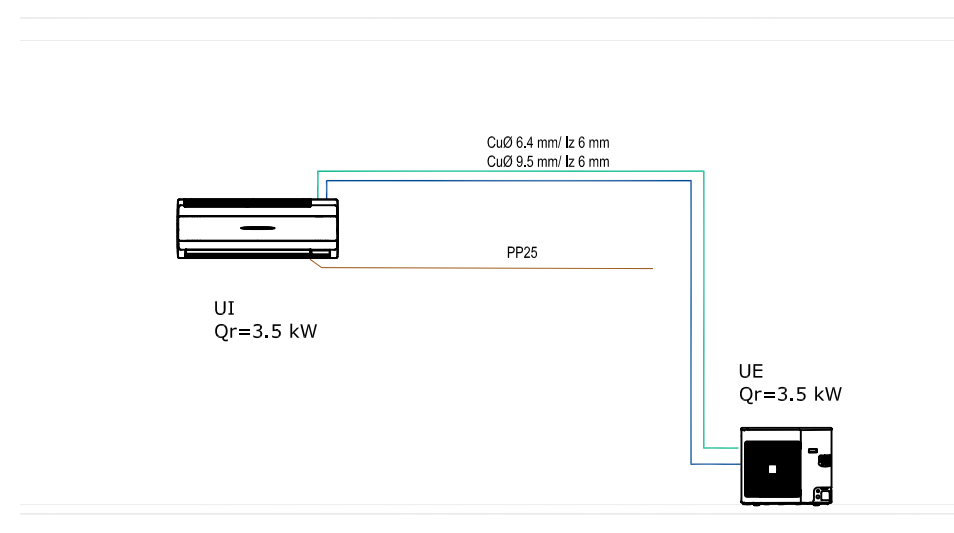 CuØ 6.4 mm/ Iz 6 mm
CuØ 9.5 mm/ Iz 6 mm
PP25
UI
Qr=3.5 kW
UE
Qr=3.5 kW